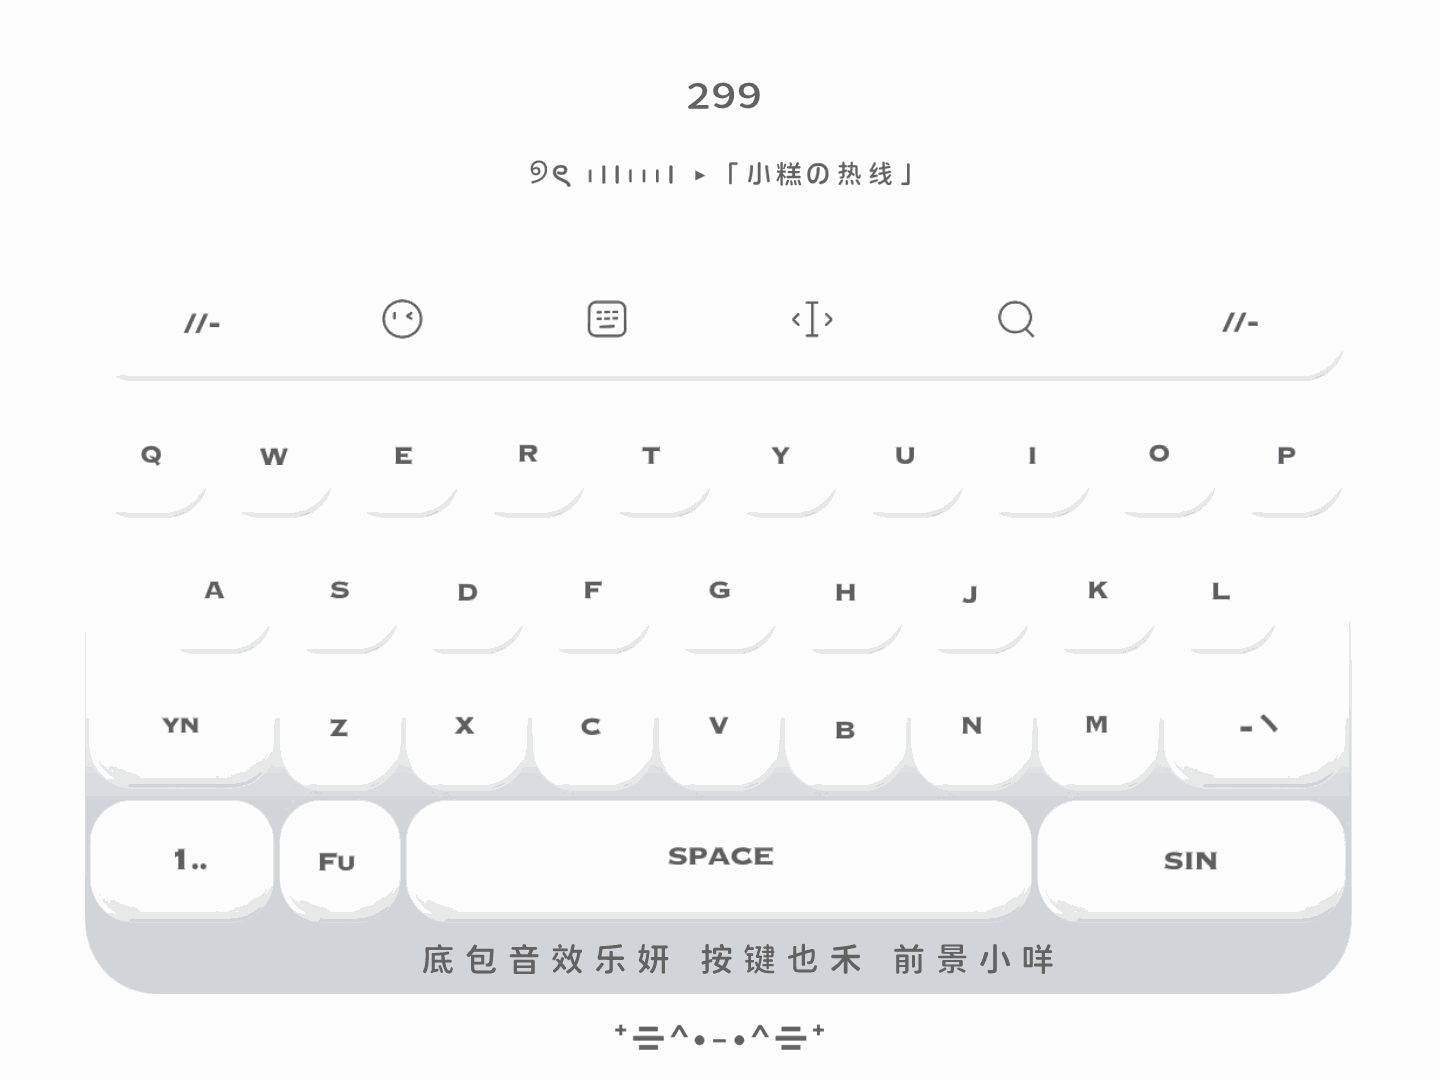 299
୨୧ ıllıııl ▸ 「小糕の热线」
//- //-
Q W E R T Y U I O P
A S D F G H J K L
YN Z X C V B N M - \
1.. Fu SPACE SIN
底包音效乐妍 按键也禾 前景小咩
⁺☰^•–•^☰⁺